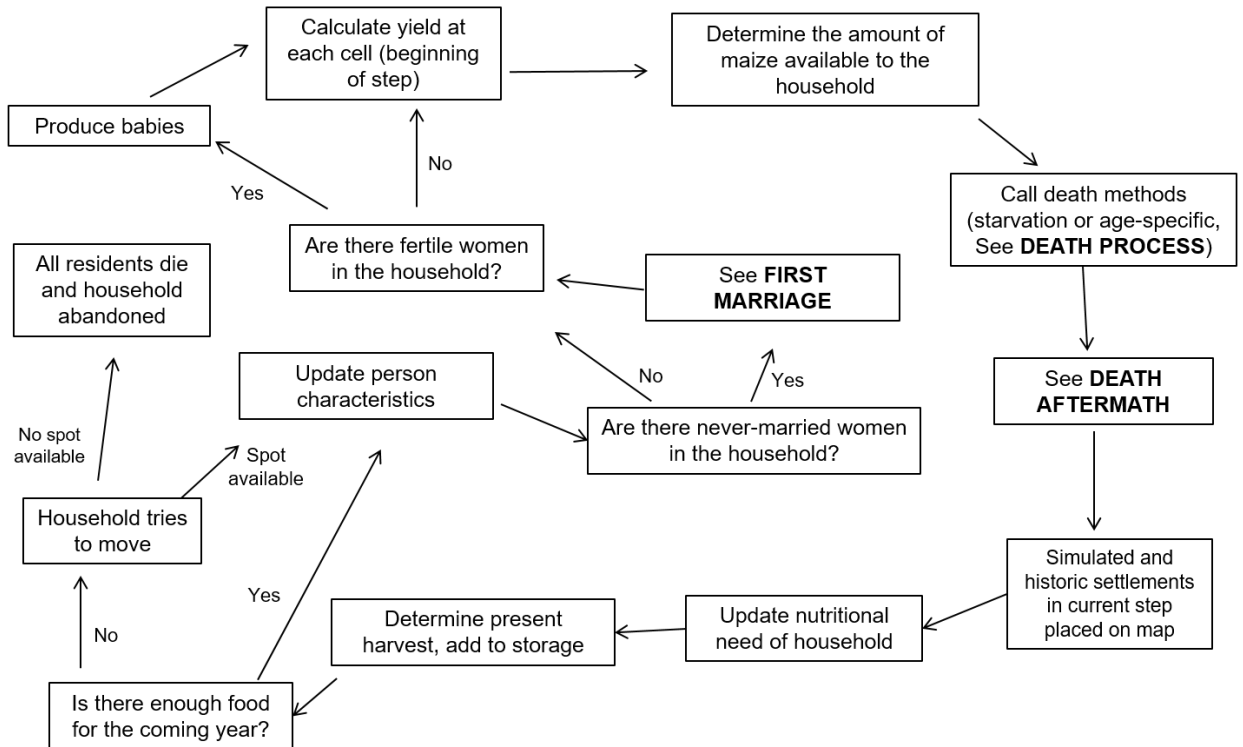 Calculate yield at
each cell (beginning
of step)
Determine the amount of
maize available to the
household
Produce babies
No
Yes
Call death methods
(starvation or age-specific,
See DEATH PROCESS)
Are there fertile women
in the household?
All residents die
and household
abandoned
See FIRST
MARRIAGE
Update person
characteristics
No
Yes
See DEATH
AFTERMATH
Are there never-married women
in the household?
No spot
available
Spot
available
Household tries
to move
Simulated and
historic settlements
in current step
placed on map
Yes
No
Determine present
harvest, add to storage
Update nutritional
need of household
Is there enough food
for the coming year?